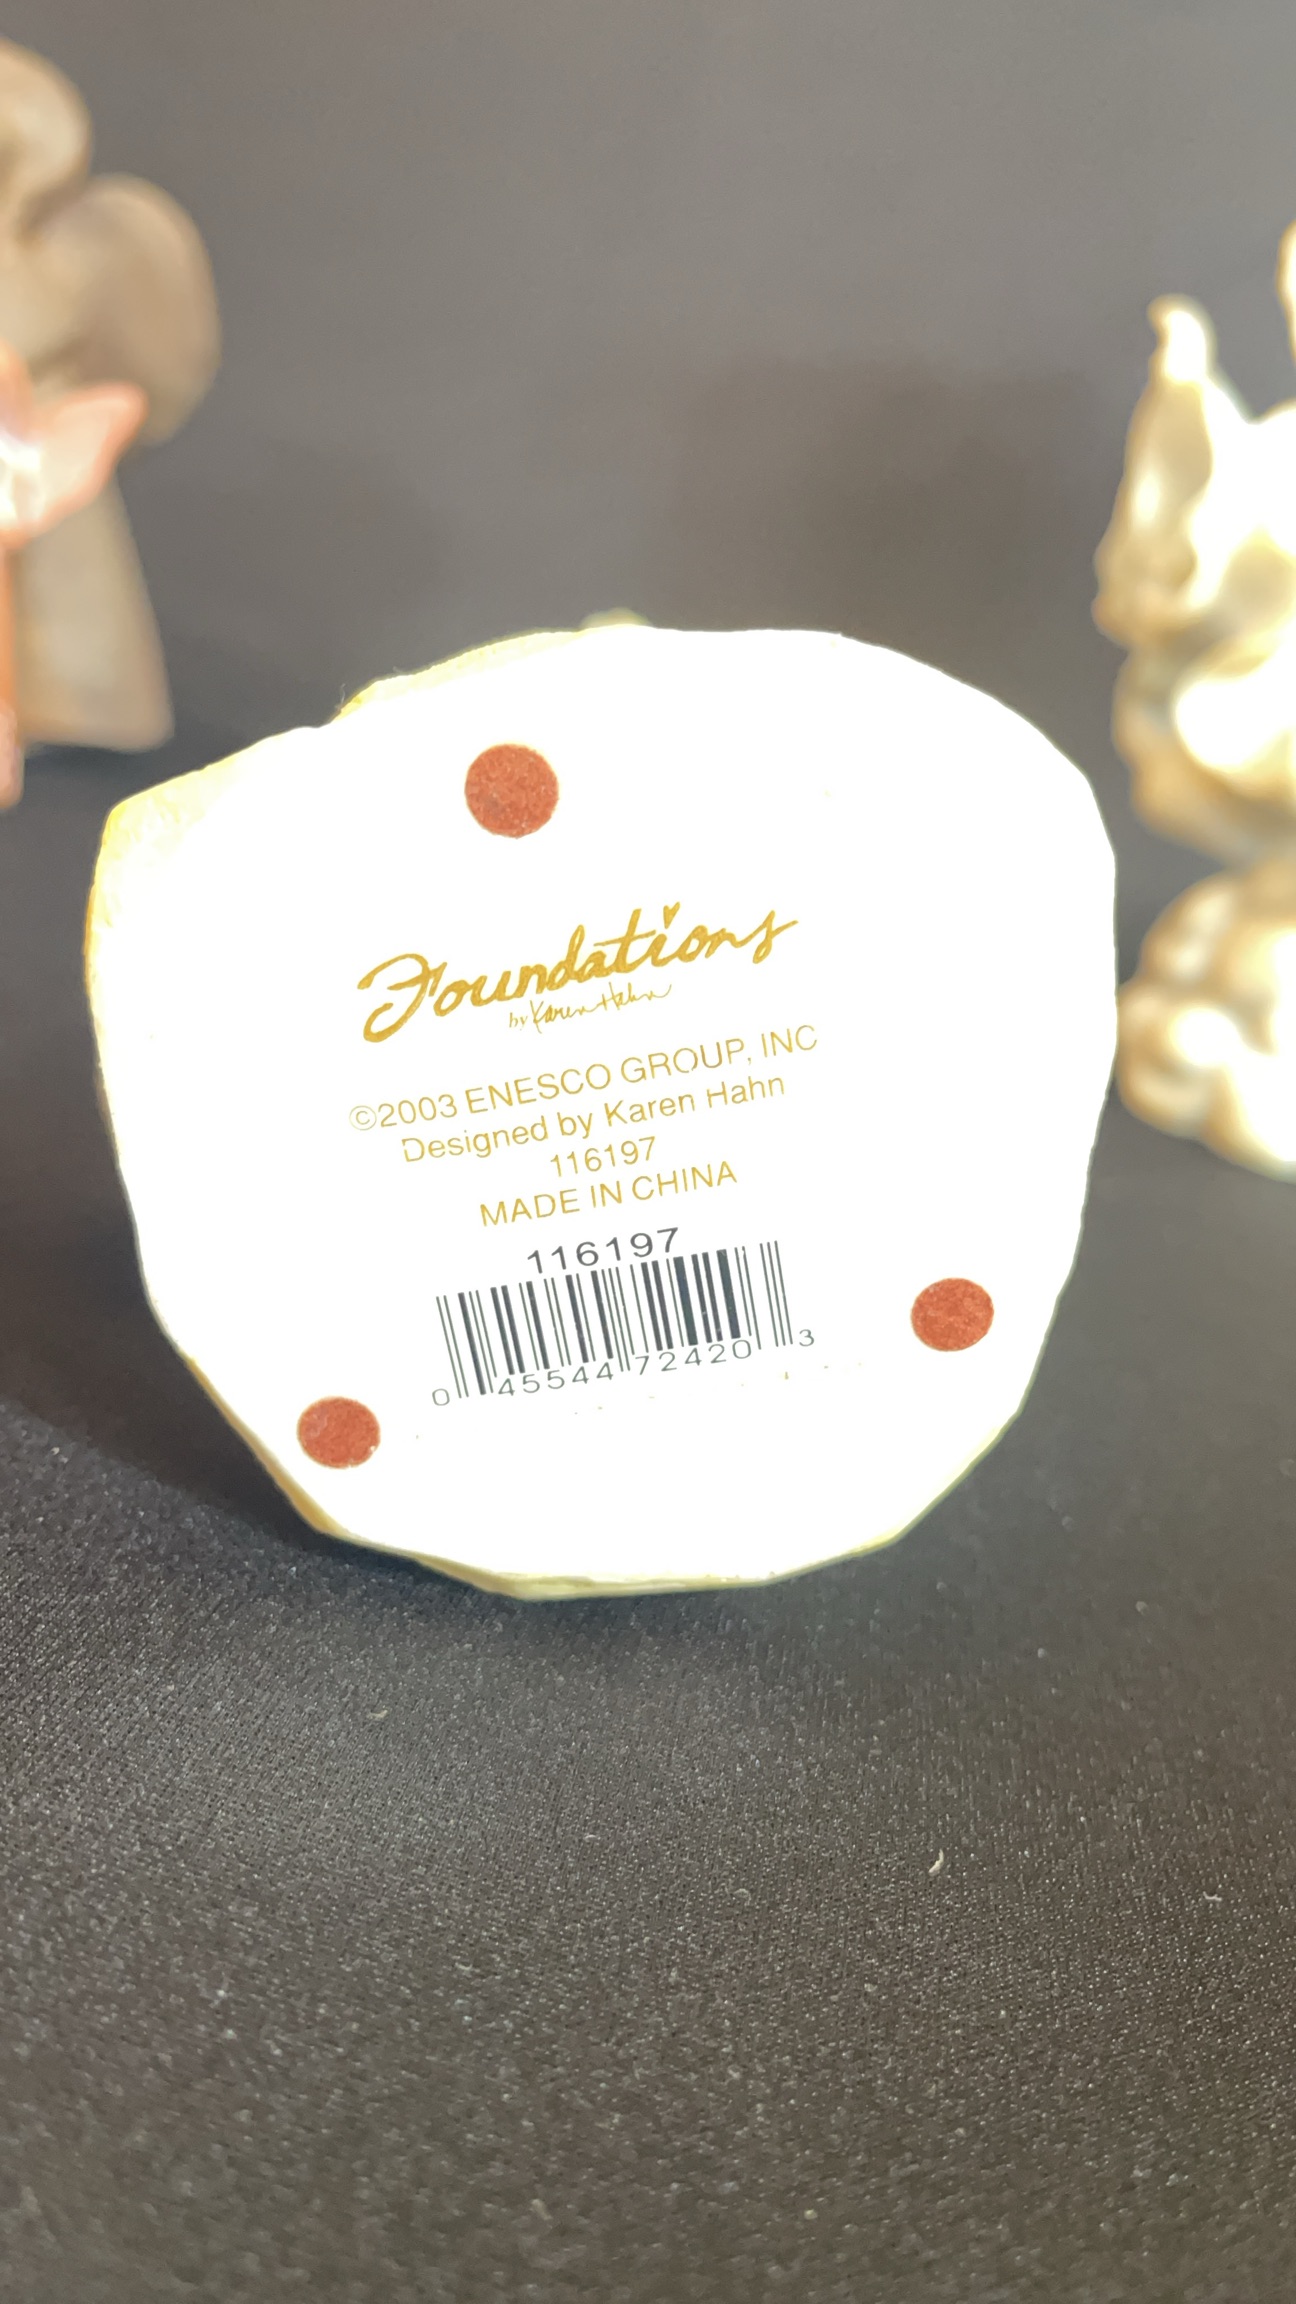 Foundations
by Karen Hahn
©2003 ENESCO GROUP, INC
Designed by Karen Hahn
116197
MADE IN CHINA
116197
0 45544 72420 3